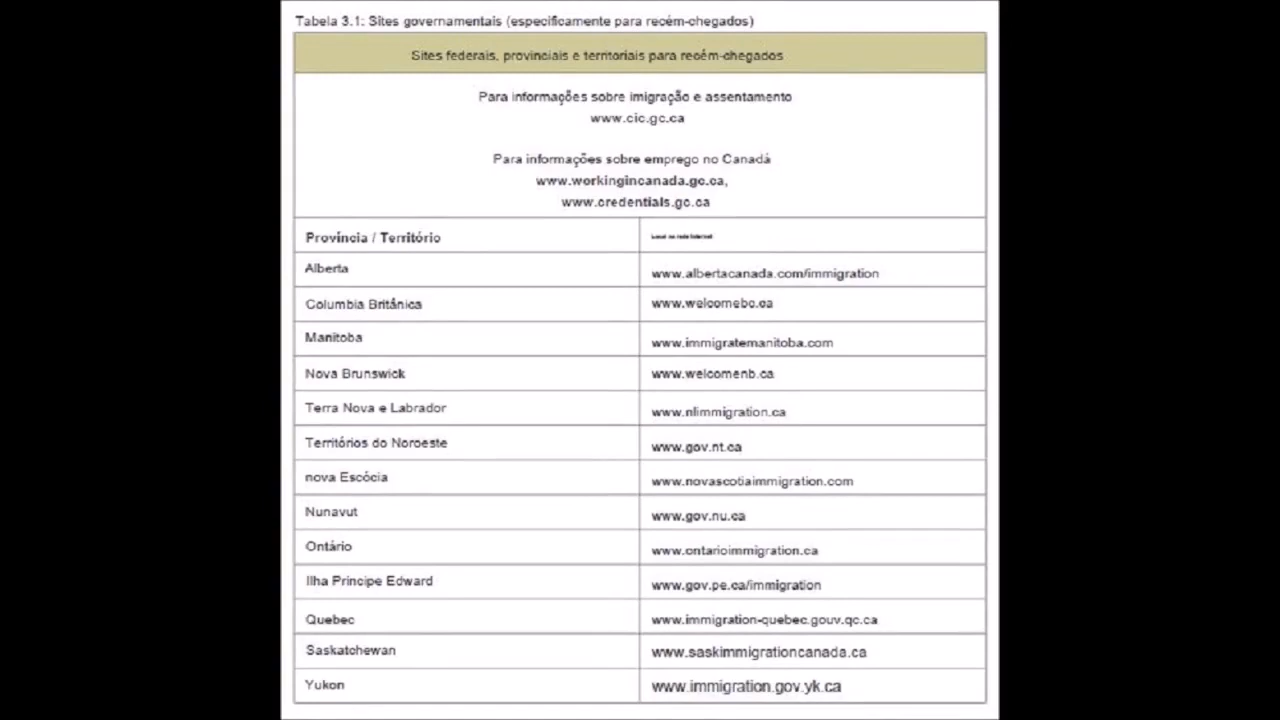 Tabela 3.1: Sites governamentais (especificamente para recém-chegados)
Sites federais, provinciais e territoriais para recém-chegados
Para informações sobre imigração e assentamento
www.cic.gc.ca
Para informações sobre emprego no Canadá
www.workingincanada.gc.ca,
www.credentials.gc.ca
Província / Território Local na rede Internet
Alberta www.albertacanada.com/immigration
Columbia Britânica www.welcomebc.ca
Manitoba www.immigratemanitoba.com
Nova Brunswick www.welcomenb.ca
Terra Nova e Labrador www.nlimmigration.ca
Territórios do Noroeste www.gov.nt.ca
nova Escócia www.novascotiaimmigration.com
Nunavut www.gov.nu.ca
Ontário www.ontarioimmigration.ca
Ilha Principe Edward www.gov.pe.ca/immigration
Quebec www.immigration-quebec.gouv.qc.ca
Saskatchewan www.saskimmigrationcanada.ca
Yukon www.immigration.gov.yk.ca